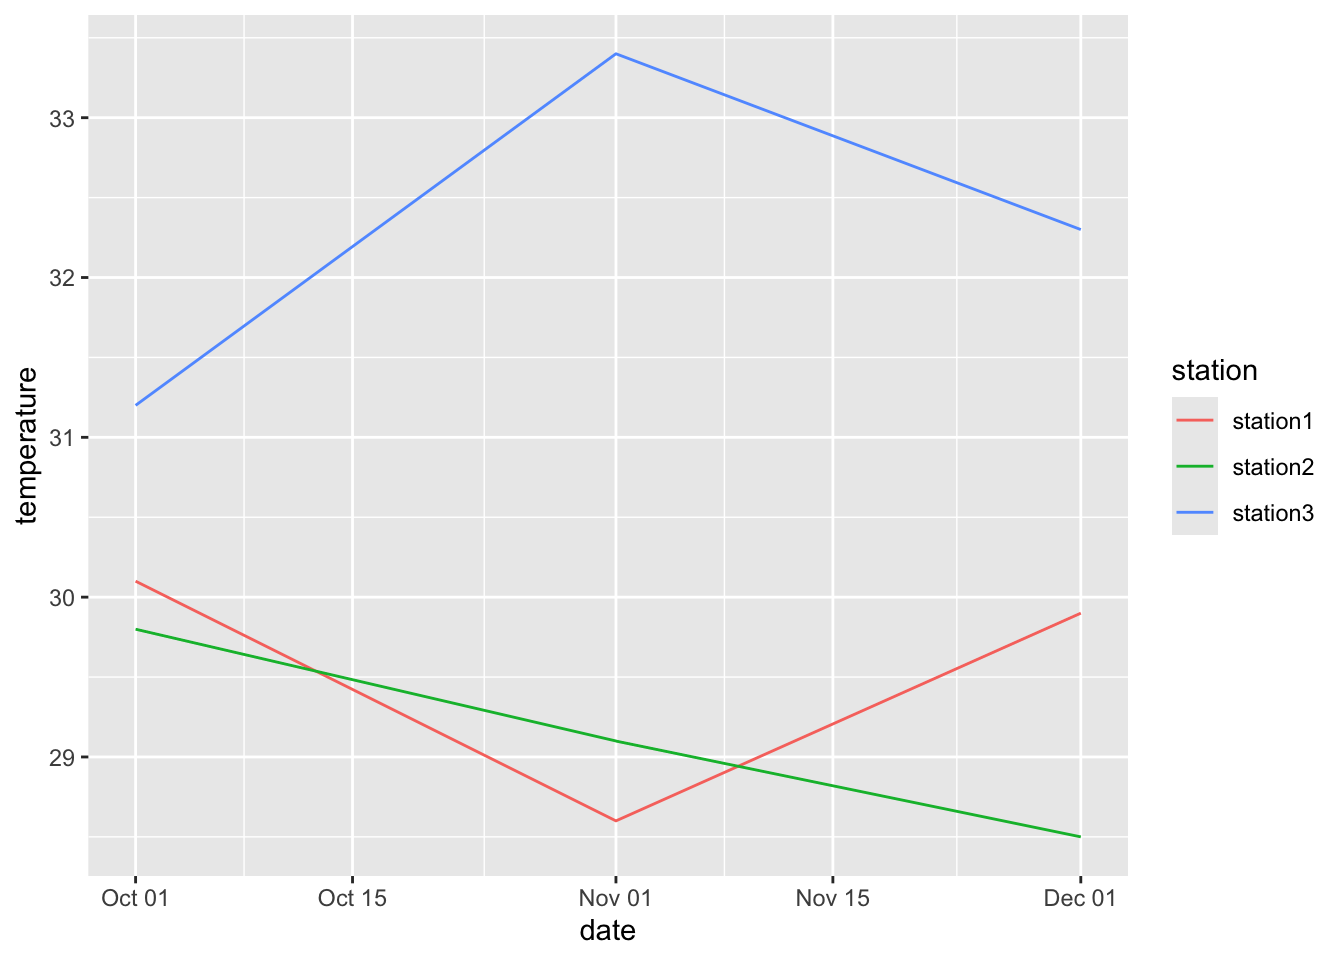 temperature
33
32
31
30
29
Oct 01
Oct 15
Nov 01
Nov 15
Dec 01
date
station
station1
station2
station3